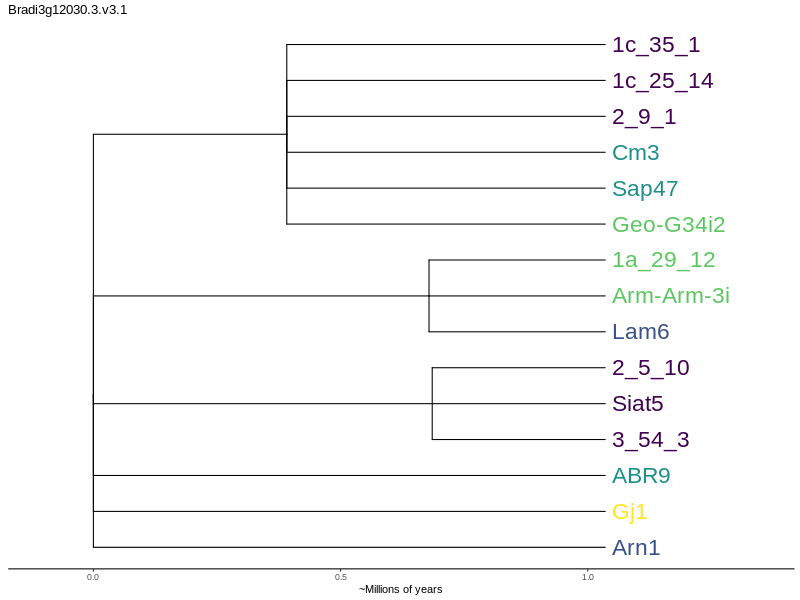 Bradi3g12030.3.v3.1
1c_35_1
1c_25_14
2_9_1
Cm3
Sap47
Geo-G34i2
1a_29_12
Arm-Arm-3i
Lam6
2_5_10
Siat5
3_54_3
ABR9
Gj1
Arn1
0.0 0.5 1.0
~Millions of years